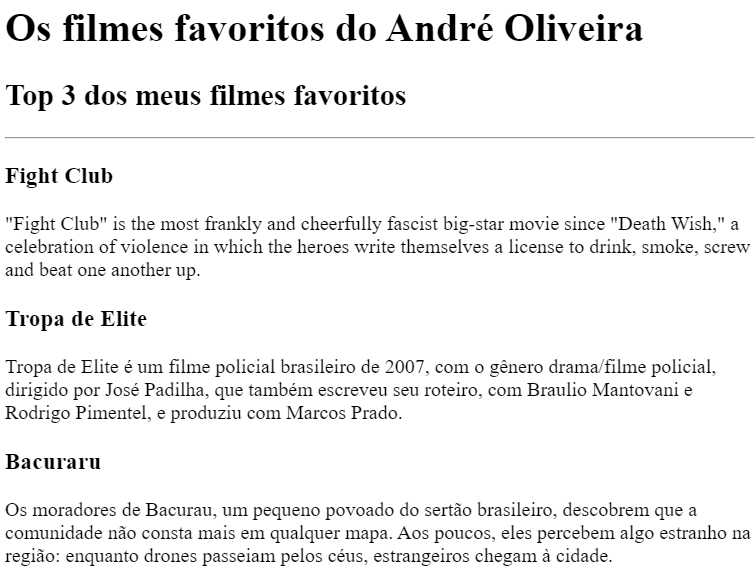 Os filmes favoritos do André Oliveira
Top 3 dos meus filmes favoritos
Fight Club
"Fight Club" is the most frankly and cheerfully fascist big-star movie since "Death Wish," a
celebration of violence in which the heroes write themselves a license to drink, smoke, screw
and beat one another up.
Tropa de Elite
Tropa de Elite é um filme policial brasileiro de 2007, com o gênero drama/filme policial,
dirigido por José Padilha, que também escreveu seu roteiro, com Braulio Mantovani e
Rodrigo Pimentel, e produziu com Marcos Prado.
Bacuraru
Os moradores de Bacurau, um pequeno povoado do sertão brasileiro, descobrem que a
comunidade não consta mais em qualquer mapa. Aos poucos, eles percebem algo estranho na
região: enquanto drones passeiam pelos céus, estrangeiros chegam à cidade.